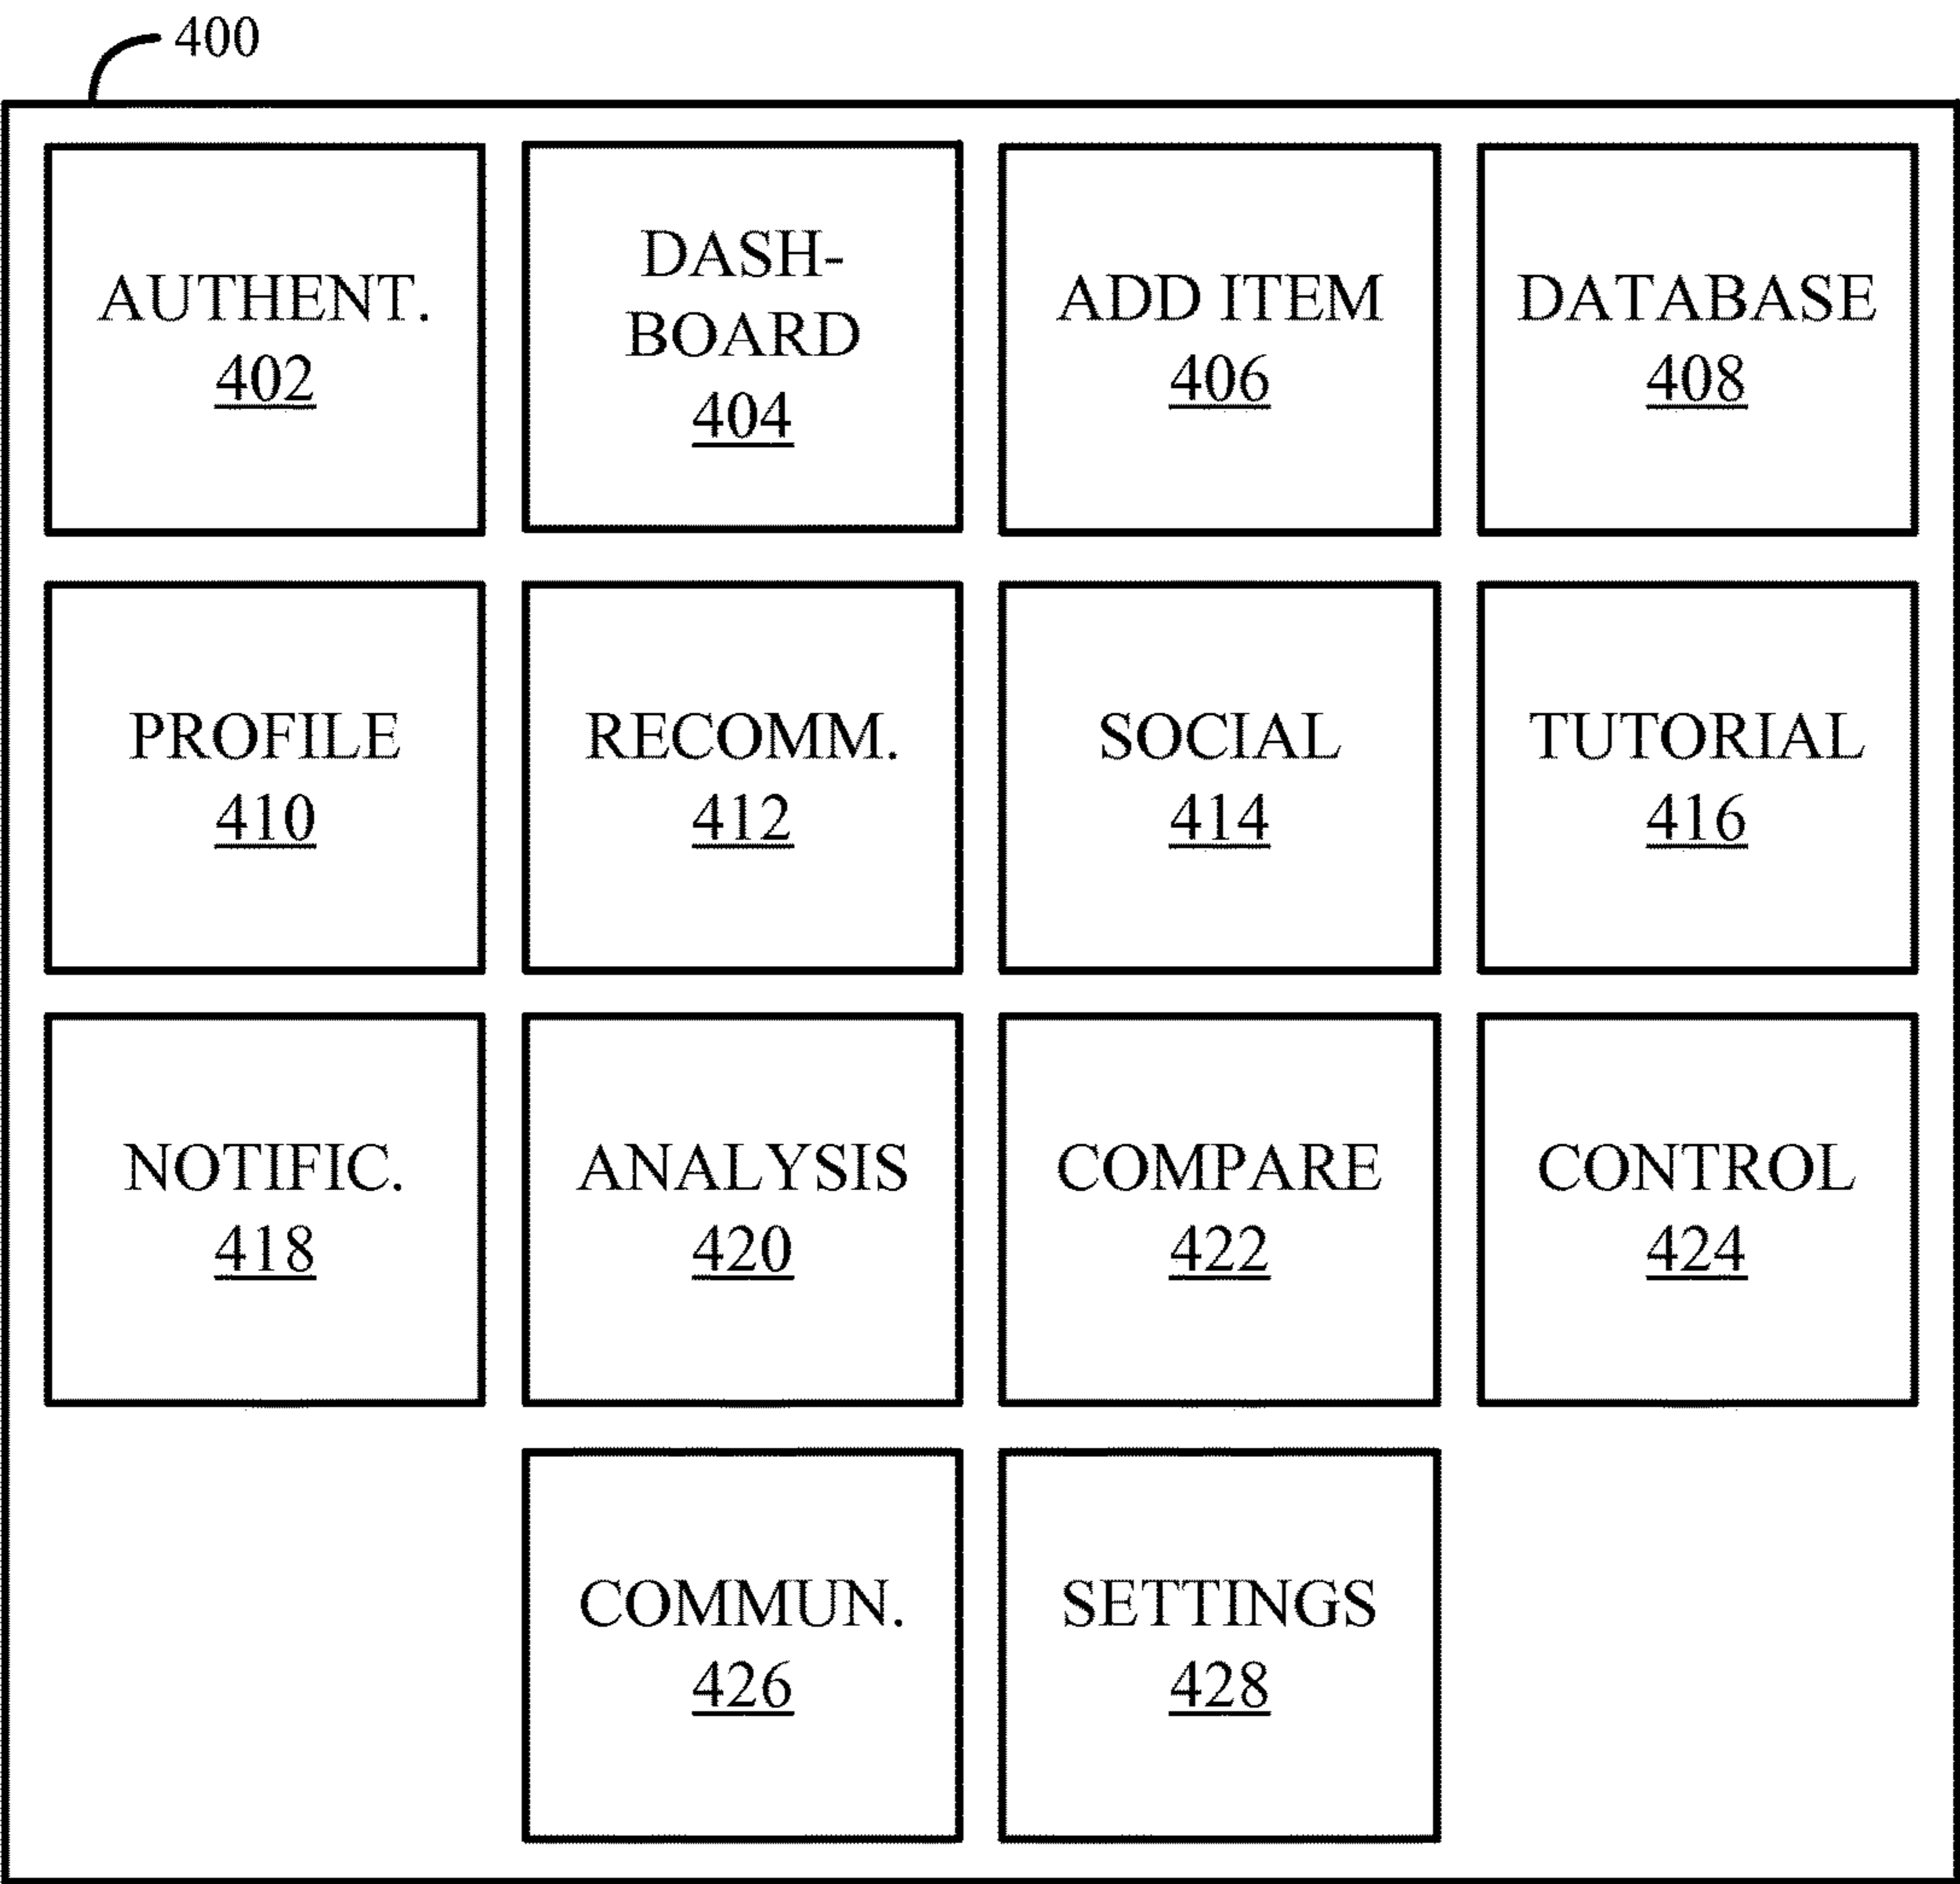 400
AUTHENT.
402
DASH-
BOARD
404
ADD ITEM
406
DATABASE
408
PROFILE
410
RECOMM.
412
SOCIAL
414
TUTORIAL
416
NOTIFIC.
418
ANALYSIS
420
COMPARE
422
CONTROL
424
COMMUN.
426
SETTINGS
428